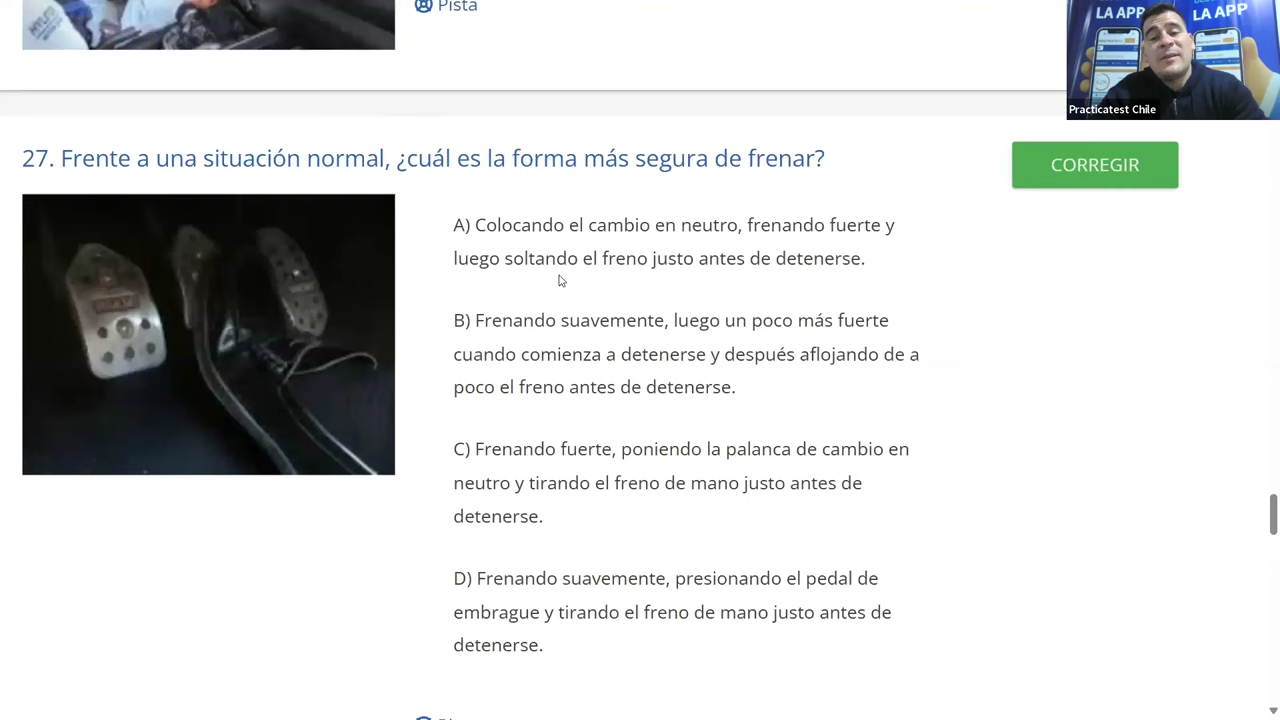 Pista
LA APP
LA APP
Practicatest Chile
27. Frente a una situación normal, ¿cuál es la forma más segura de frenar?
CORREGIR
A) Colocando el cambio en neutro, frenando fuerte y
luego soltando el freno justo antes de detenerse.
B) Frenando suavemente, luego un poco más fuerte
cuando comienza a detenerse y después aflojando de a
poco el freno antes de detenerse.
C) Frenando fuerte, poniendo la palanca de cambio en
neutro y tirando el freno de mano justo antes de
detenerse.
D) Frenando suavemente, presionando el pedal de
embrague y tirando el freno de mano justo antes de
detenerse.